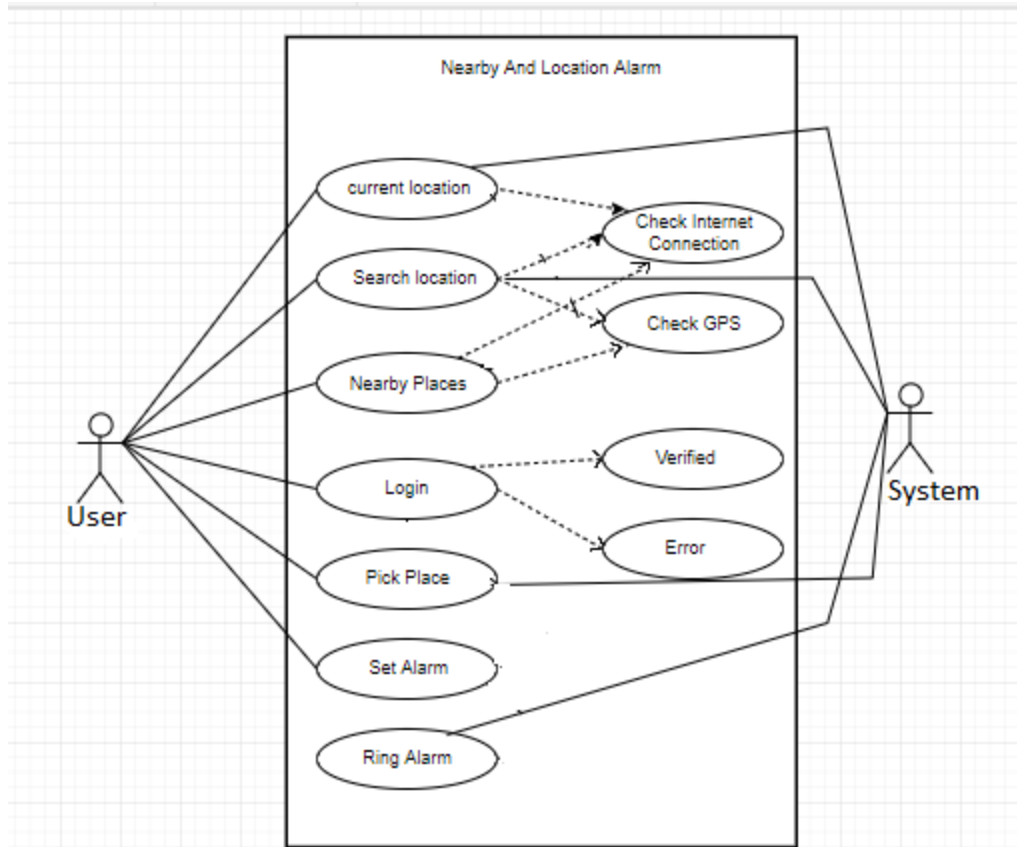 Nearby And Location Alarm
current location
Check Internet
Connection
Search location
Check GPS
Nearby Places
Verified
Login
System
User
Error
Pick Place
Set Alarm
Ring Alarm